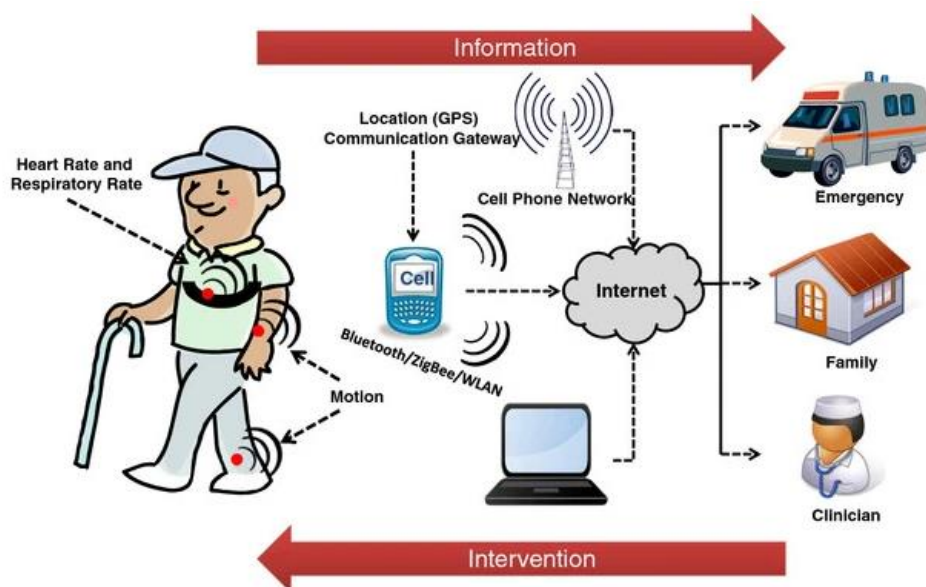 Information
Location (GPS)
Communication Gateway
Heart Rate and
Respiratory Rate
Cell Phone Network
Emergency
Cell
Internet
Bluetooth/ZigBee/WLAN
Family
Motion
Clinician
Intervention